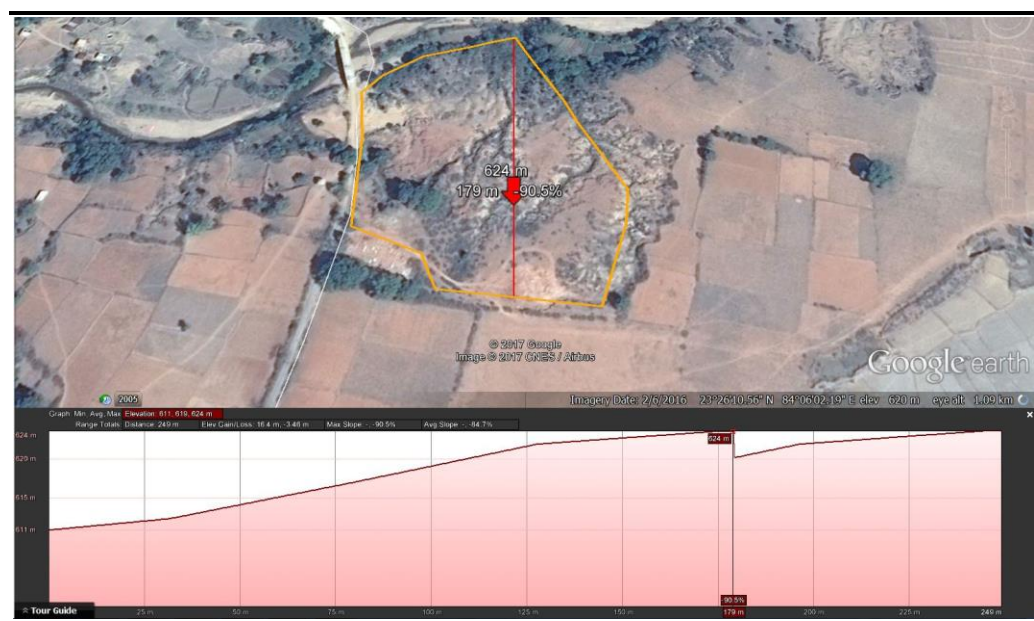 624 m
179 m -90.5%
© 2017 Google
Image © 2017 CNES / Airbus
Google earth
2005
Imagery Date: 2/6/2016 23°26'10.56" N 84°06'02.19" E elev 620 m eye alt 1.09 km
Graph: Min, Avg, Max Elevation: 611, 619, 624 m
Range Totals: Distance: 249 m Elev Gain/Loss: 16.4 m, -3.46 m Max Slope: -, -90.5% Avg Slope: -, -84.7%
624 m
624 m
620 m
615 m
611 m
-90.5%
Tour Guide
25 m 50 m 75 m 100 m 125 m 150 m 179 m 200 m 225 m 249 m